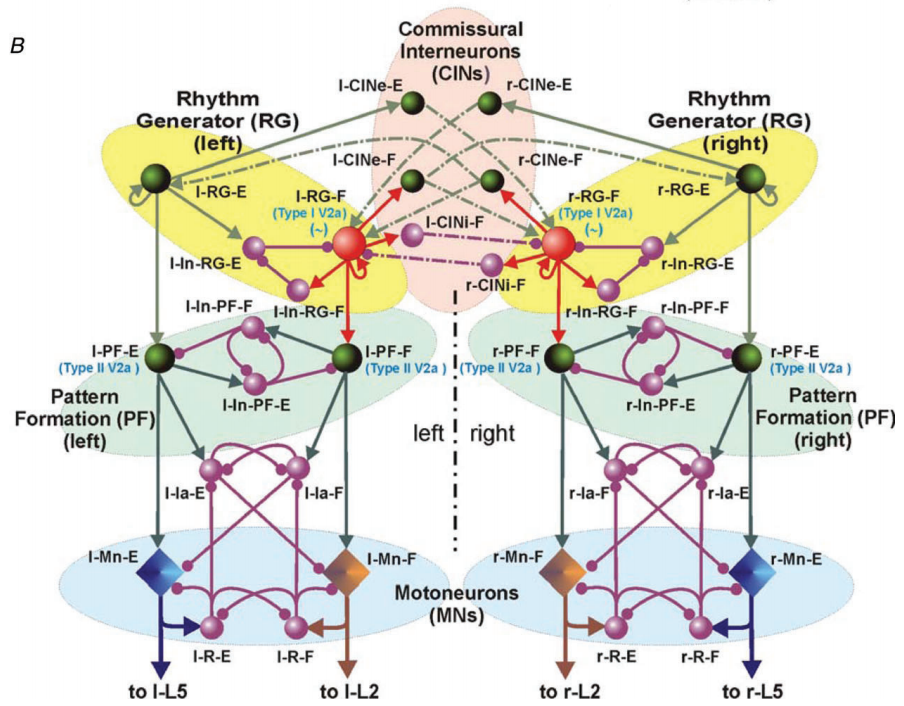 B
Commissural
Interneurons
(CINs)
l-CINe-E
r-CINe-E
Rhythm
Generator (RG)
(left)
Rhythm
Generator (RG)
(right)
l-CINe-F
r-CINe-F
l-RG-E
l-RG-F
(Type I V2a)
(~)
r-RG-F
(Type I V2a)
(~)
r-RG-E
l-CINi-F
r-CINi-F
l-In-RG-E
r-In-RG-E
l-In-RG-F
r-In-RG-F
l-In-PF-F
r-In-PF-F
l-PF-E
(Type II V2a )
l-PF-F
(Type II V2a )
r-PF-F
(Type II V2a )
r-PF-E
(Type II V2a )
l-In-PF-E
r-In-PF-E
Pattern
Formation (PF)
(left)
Pattern
Formation (PF)
(right)
left
right
l-Ia-E
l-Ia-F
r-Ia-F
r-Ia-E
l-Mn-E
l-Mn-F
r-Mn-F
r-Mn-E
Motoneurons
(MNs)
l-R-E
l-R-F
r-R-E
r-R-F
to l-L5
to l-L2
to r-L2
to r-L5